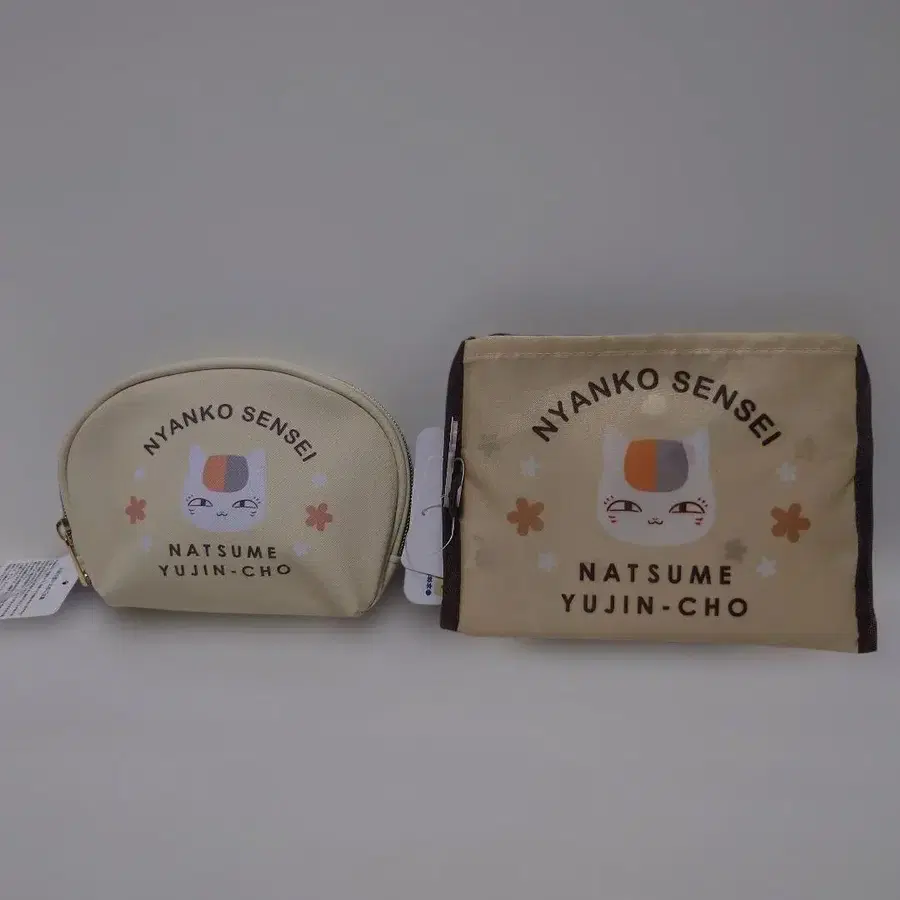 NYANKO SENSEI
NATSUME
YUJIN-CHO
NYANKO SENSEI
NATSUME
YUJIN-CHO